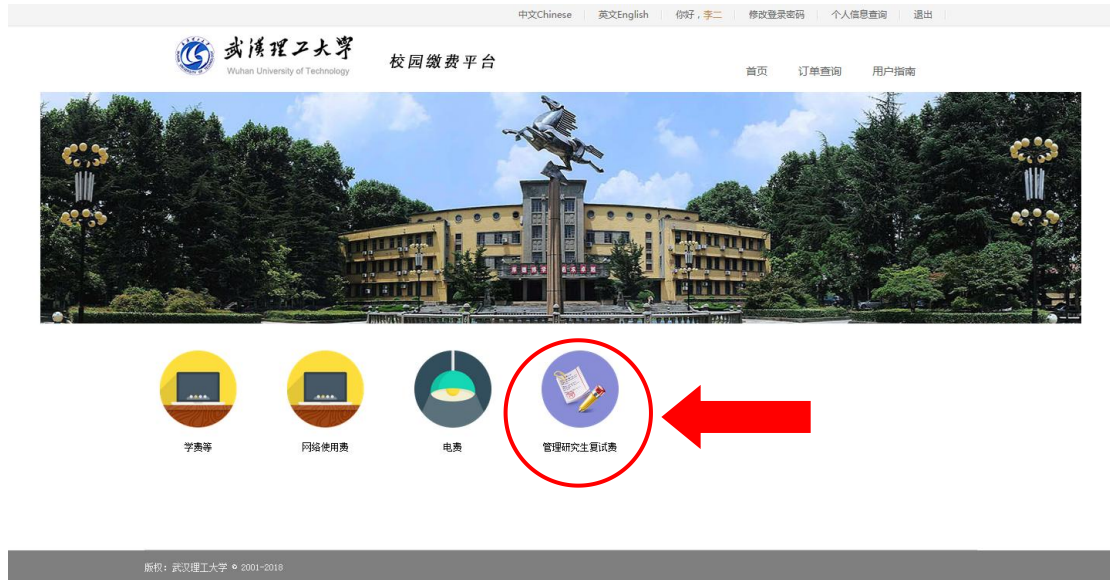 中文Chinese 英文English 你好，李二 修改登录密码 个人信息查询 退出
武汉理工大学
Wuhan University of Technology
校园缴费平台
首页 订单查询 用户指南
学费等 网络使用费 电费 管理研究生复试费
版权：武汉理工大学 © 2001-2018